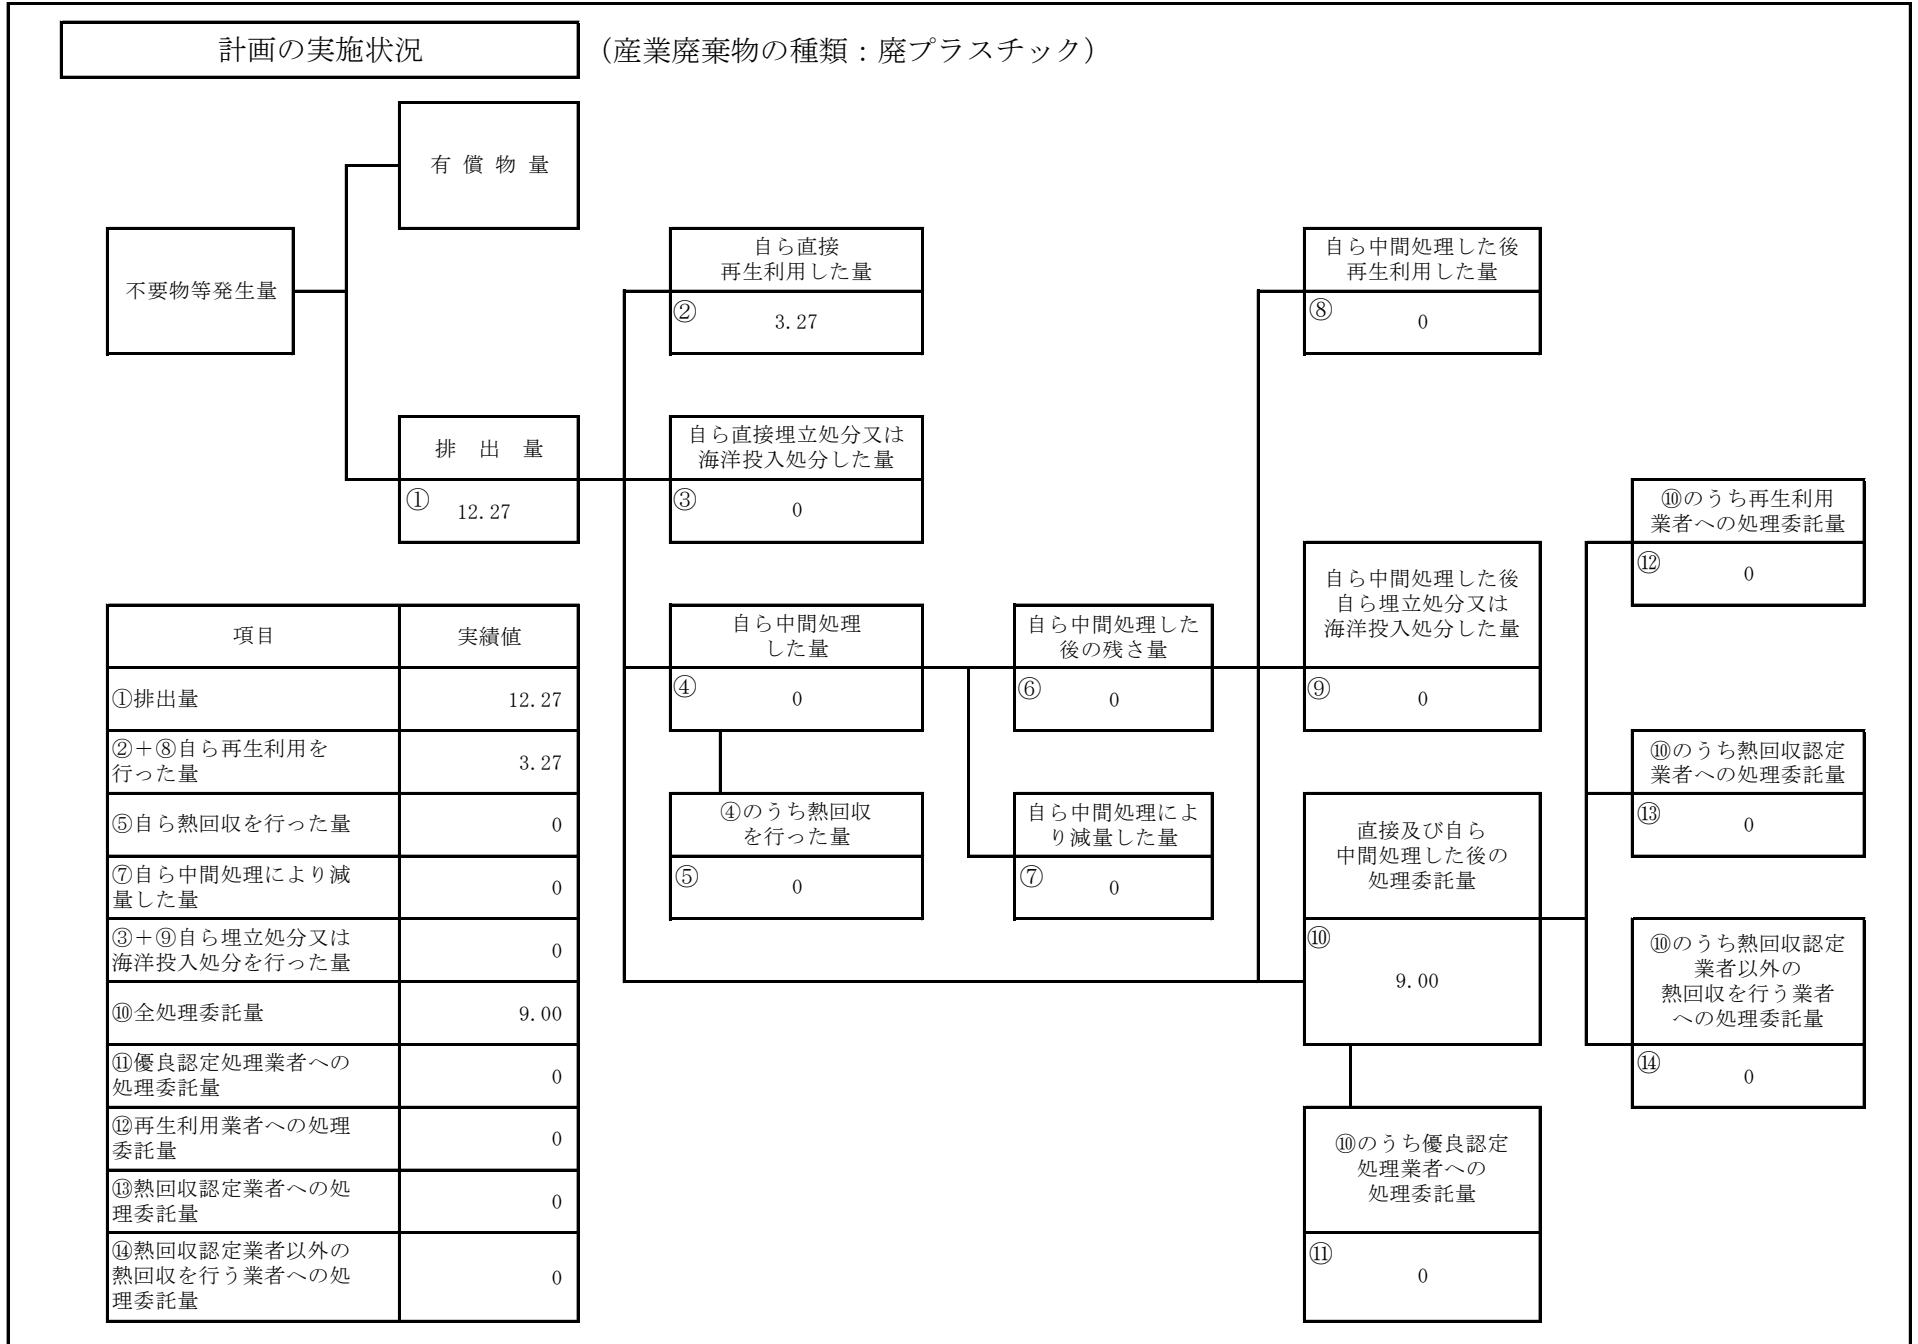 計画の実施状況
（産業廃棄物の種類：廃プラスチック）
有 償 物 量
不要物等発生量
自ら直接
再生利用した量
②
3.27
自ら中間処理した後
再生利用した量
⑧
0
排 出 量
①
12.27
自ら直接埋立処分又は
海洋投入処分した量
③
0
⑩のうち再生利用
業者への処理委託量
⑫
0
自ら中間処理
した量
④
0
自ら中間処理した
後の残さ量
⑥
0
自ら中間処理した後
自ら埋立処分又は
海洋投入処分した量
⑨
0
⑩のうち熱回収認定
業者への処理委託量
⑬
0
④のうち熱回収
を行った量
⑤
0
自ら中間処理によ
り減量した量
⑦
0
直接及び自ら
中間処理した後の
処理委託量
⑩
9.00
⑩のうち熱回収認定
業者以外の
熱回収を行う業者
への処理委託量
⑭
0
⑩のうち優良認定
処理業者への
処理委託量
⑪
0
項目 実績値
①排出量 12.27
②＋⑧自ら再生利用を
行った量 3.27
⑤自ら熱回収を行った量 0
⑦自ら中間処理により減
量した量 0
③＋⑨自ら埋立処分又は
海洋投入処分を行った量 0
⑩全処理委託量 9.00
⑪優良認定処理業者への
処理委託量 0
⑫再生利用業者への処理
委託量 0
⑬熱回収認定業者への処
理委託量 0
⑭熱回収認定業者以外の
熱回収を行う業者への処
理委託量 0